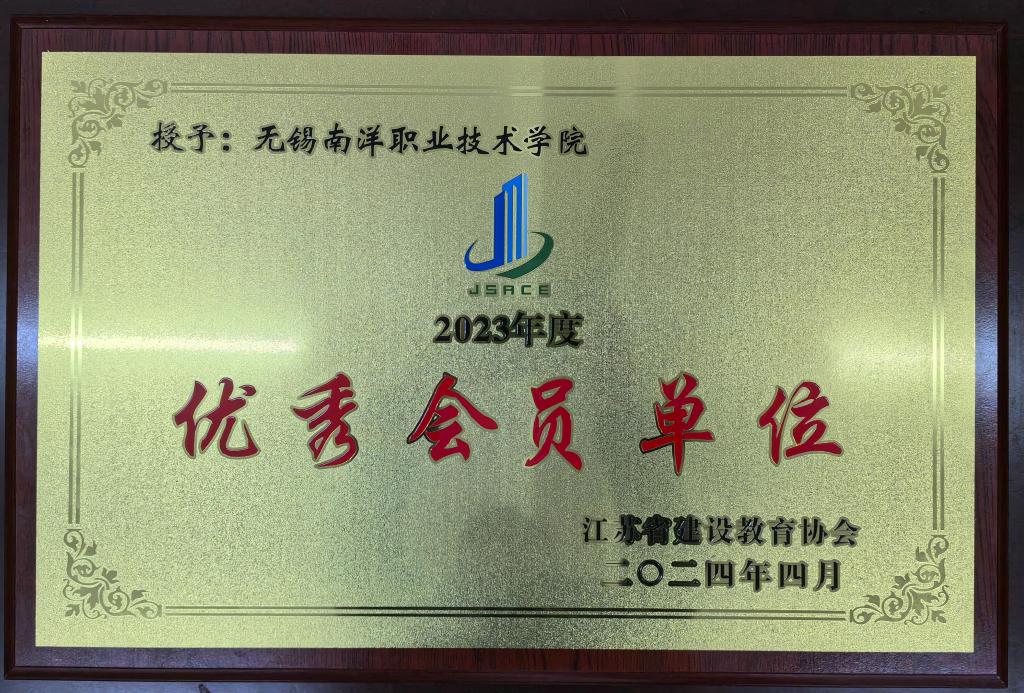 授予：无锡南洋职业技术学院
JSACE
2023年度
优秀会员单位
江苏省建设教育协会
二〇二四年四月